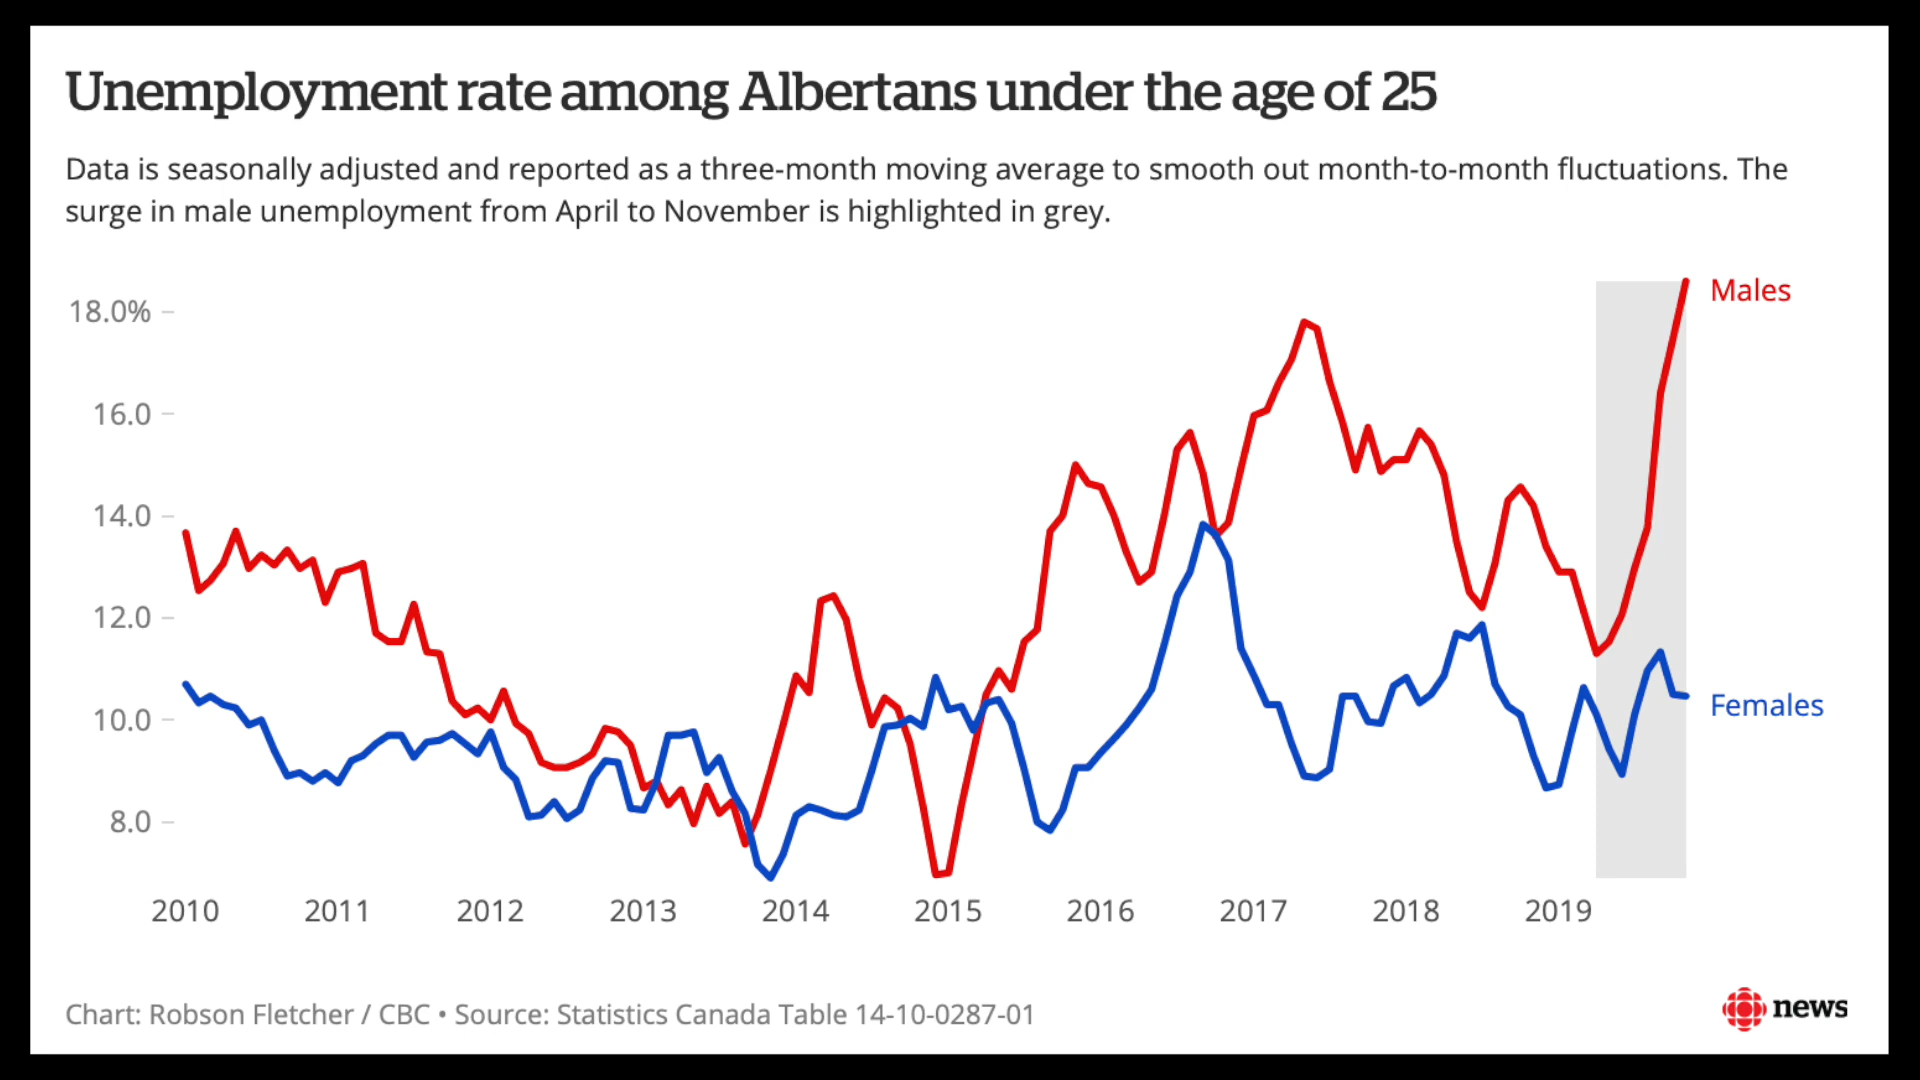 Unemployment rate among Albertans under the age of 25
Data is seasonally adjusted and reported as a three-month moving average to smooth out month-to-month fluctuations. The
surge in male unemployment from April to November is highlighted in grey.
Males
18.0%
16.0
14.0
12.0
Females
10.0
8.0
2010 2011 2012 2013 2014 2015 2016 2017 2018 2019
Chart: Robson Fletcher / CBC • Source: Statistics Canada Table 14-10-0287-01
news